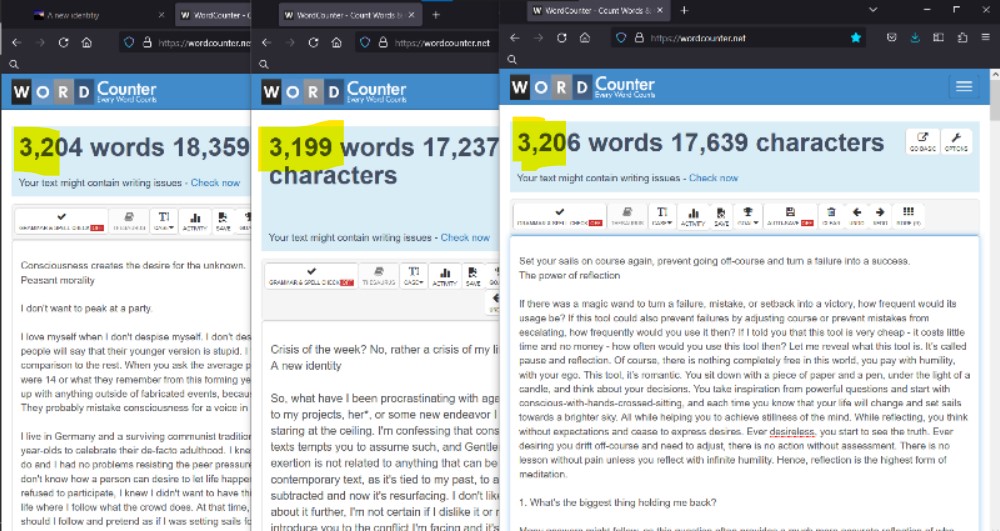 A new identity
WordCounter - C
https://wordcounter.ne
WORD Counter
Every Word Counts
3,204 words 18,359
Your text might contain writing issues - Check now
GRAMMAR & SPELL CHECK OFF THESAURUS CASE ACTIVITY SAVE
Consciousness creates the desire for the unknown.
Peasant morality
I don't want to peak at a party.
I love myself when I don't despise myself. I don't des
people will say that their younger version is stupid. I
comparison to the rest. When you ask the average p
were 14 or what they remember from this forming ye
up with anything outside of fabricated events, becau
They probably mistake consciousness for a voice in
I live in Germany and a surviving communist tradition
year-olds to celebrate their de-facto adulthood. I kne
do and I had no problems resisting the peer pressure
don't know how a person can desire to let life happe
refused to participate, I knew I didn't want to have th
life where I follow what the crowd does. At that time,
should I follow and pretend as if I was setting sails fo
WordCounter - Count Words &
https://wordcounter.net
WORD Counter
Every Word Counts
3,199 words 17,237
characters
Your text might contain writing issues - Check now
GRAMMAR & SPELL CHECK OFF THESAURUS CASE ACTIVITY SAVE
Crisis of the week? No, rather a crisis of my li
A new identity
So, what have I been procrastinating with aga
to my projects, her*, or some new endeavor I
staring at the ceiling. I'm confessing that cons
texts tempts you to assume such, and Gentle
exertion is not related to anything that can be
contemporary text, as it's tied to my past, to a
subtracted and now it's resurfacing. I don't like
about it further, I'm not certain if I dislike it or r
introduce you to the conflict I'm facing and it's
WordCounter - Count Words &
https://wordcounter.net
WORD Counter
Every Word Counts
3,206 words 17,639 characters
GO BASIC OPTIONS
Your text might contain writing issues - Check now
GRAMMAR & SPELL CHECK OFF THESAURUS CASE ACTIVITY SAVE GOAL AUTO-SAVE OFF CLEAR UNDO REDO
Set your sails on course again, prevent going off-course and turn a failure into a success.
The power of reflection
If there was a magic wand to turn a failure, mistake, or setback into a victory, how frequent would its
usage be? If this tool could also prevent failures by adjusting course or prevent mistakes from
escalating, how frequently would you use it then? If I told you that this tool is very cheap - it costs little
time and no money - how often would you use this tool then? Let me reveal what this tool is. It's called
pause and reflection. Of course, there is nothing completely free in this world, you pay with humility,
with your ego. This tool, it's romantic. You sit down with a piece of paper and a pen, under the light of a
candle, and think about your decisions. You take inspiration from powerful questions and start with
conscious-with-hands-crossed-sitting, and each time you know that your life will change and set sails
towards a brighter sky. All while helping you to achieve stillness of the mind. While reflecting, you think
without expectations and cease to express desires. Ever desireless, you start to see the truth. Ever
desiring you drift off-course and need to adjust, there is no action without assessment. There is no
lesson without pain unless you reflect with infinite humility. Hence, reflection is the highest form of
meditation.
1. What's the biggest thing holding me back?